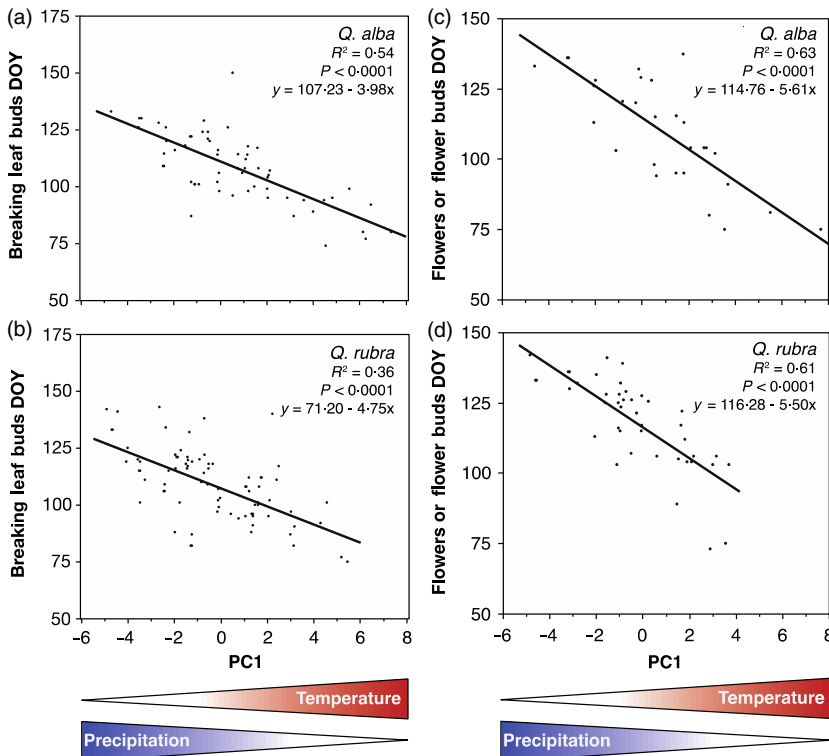 (a)
Q. alba
R² = 0·54
P < 0·0001
y = 107·23 - 3·98x
Breaking leaf buds DOY
175
150
125
100
75
50
(c)
Q. alba
R² = 0·63
P < 0·0001
y = 114·76 - 5·61x
Flowers or flower buds DOY
150
125
100
75
50
(b)
Q. rubra
R² = 0·36
P < 0·0001
y = 71·20 - 4·75x
Breaking leaf buds DOY
175
150
125
100
75
50
−6 −4 −2 0 2 4 6 8
PC1
(d)
Q. rubra
R² = 0·61
P < 0·0001
y = 116·28 - 5·50x
Flowers or flower buds DOY
150
125
100
75
50
−6 −4 −2 0 2 4 6 8
PC1
Temperature
Precipitation
Temperature
Precipitation